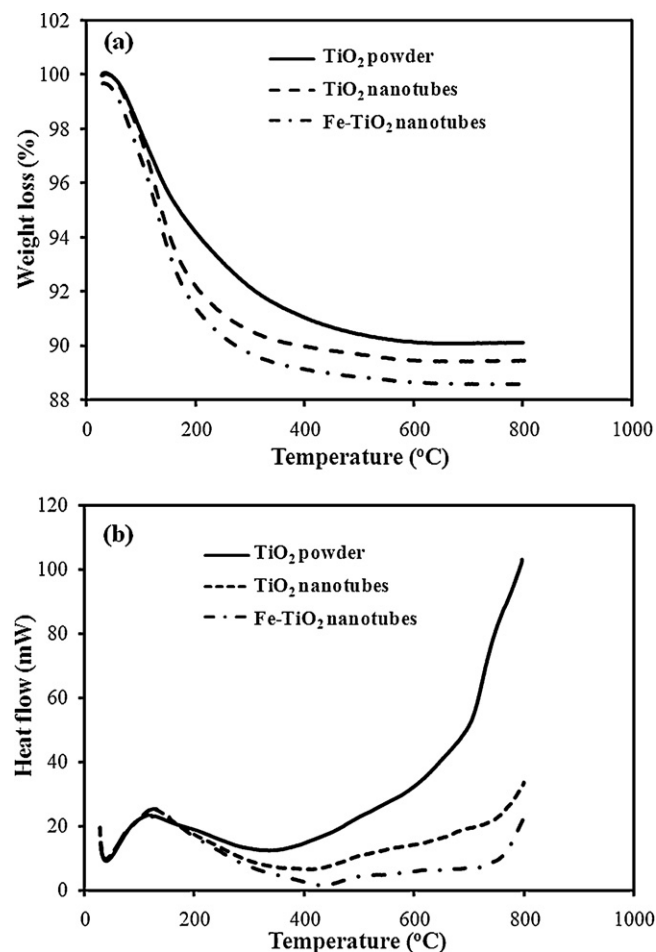 (a)
TiO₂ powder
TiO₂ nanotubes
Fe-TiO₂ nanotubes
Weight loss (%)
102
100
98
96
94
92
90
88
0 200 400 600 800 1000
Temperature (°C)
(b)
TiO₂ powder
TiO₂ nanotubes
Fe-TiO₂ nanotubes
Heat flow (mW)
120
100
80
60
40
20
0
0 200 400 600 800 1000
Temperature (°C)